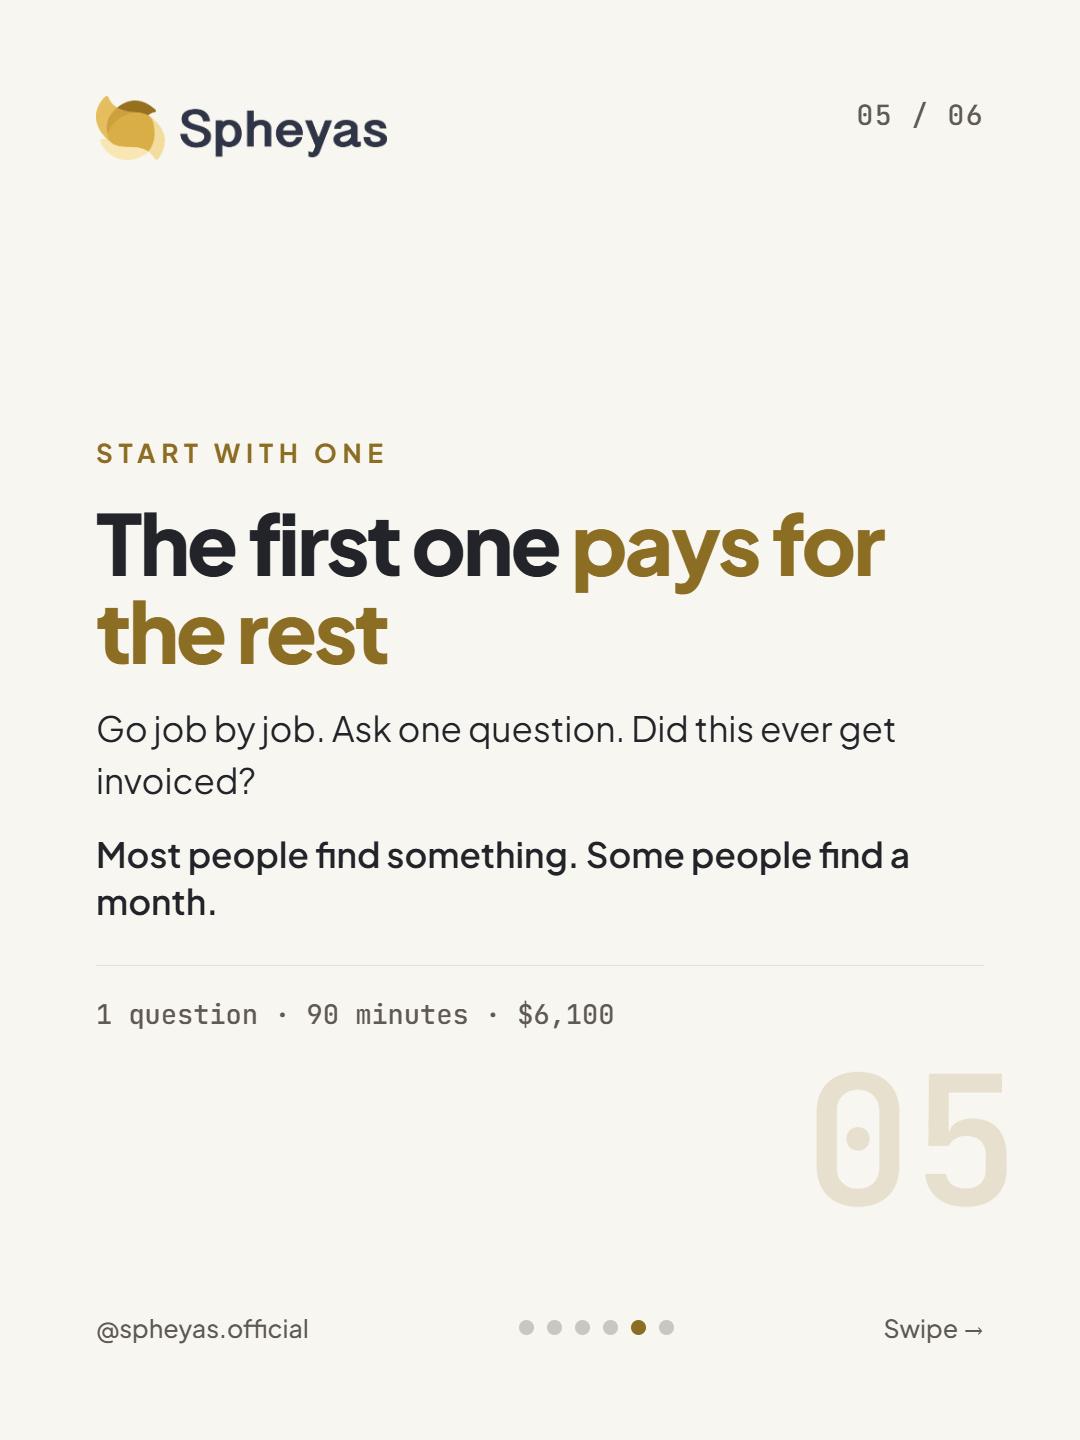 Spheyas
05 / 06
START WITH ONE
The first one pays for
the rest
Go job by job. Ask one question. Did this ever get
invoiced?
Most people find something. Some people find a
month.
1 question · 90 minutes · $6,100
05
@spheyas.official
Swipe →